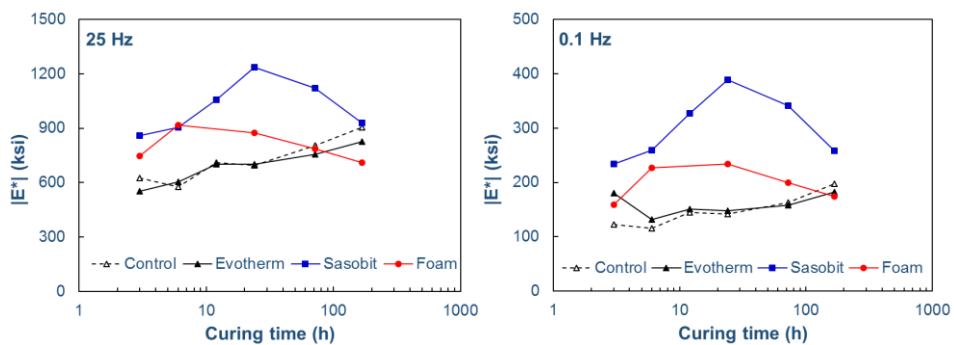 25 Hz
|E*| (ksi)
1500
1200
900
600
300
0
Control Evotherm Sasobit Foam
1 10 100 1000
Curing time (h)
0.1 Hz
|E*| (ksi)
500
400
300
200
100
0
Control Evotherm Sasobit Foam
1 10 100 1000
Curing time (h)